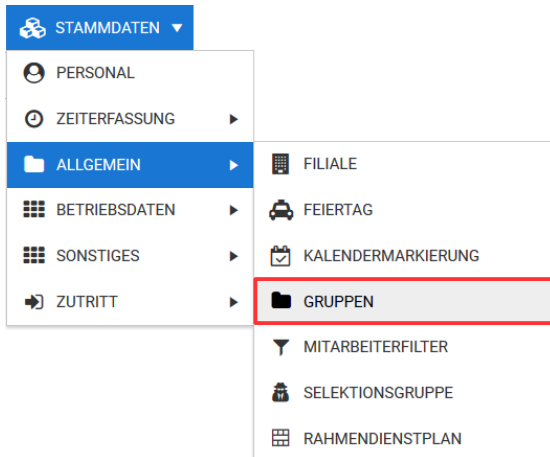 STAMMDATEN
PERSONAL
ZEITERFASSUNG
ALLGEMEIN
BETRIEBSDATEN
SONSTIGES
ZUTRITT
FILIALE
FEIERTAG
KALENDERMARKIERUNG
GRUPPEN
MITARBEITERFILTER
SELEKTIONSGRUPPE
RAHMENDIENSTPLAN